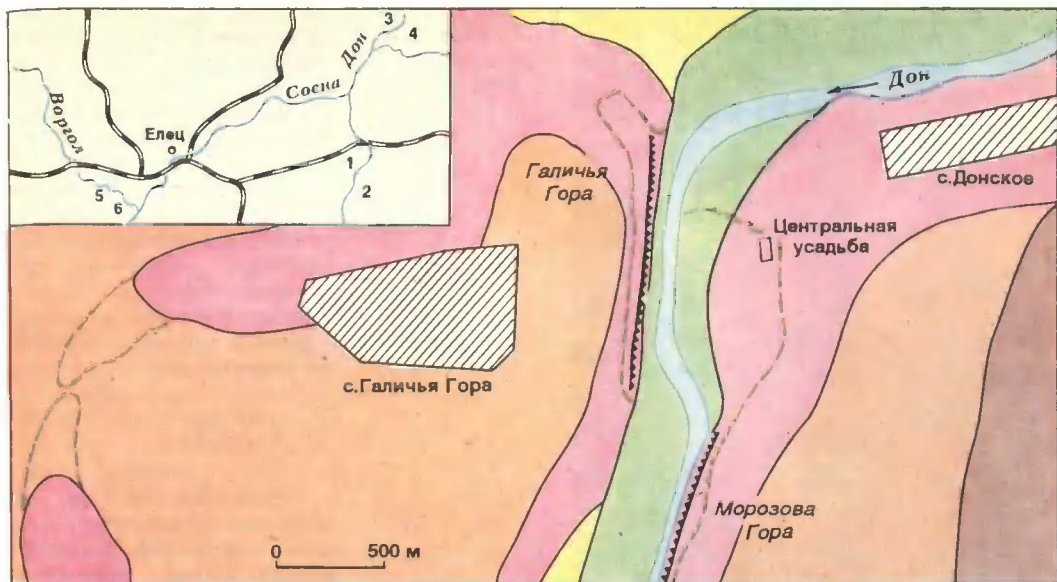 3
4
Дон
Сосна
Воргол
Елец
1
2
5
6
Дон
с.Донское
Галичья
Гора
Центральная
усадьба
с.Галичья Гора
Морозова
Гора
0 500 м